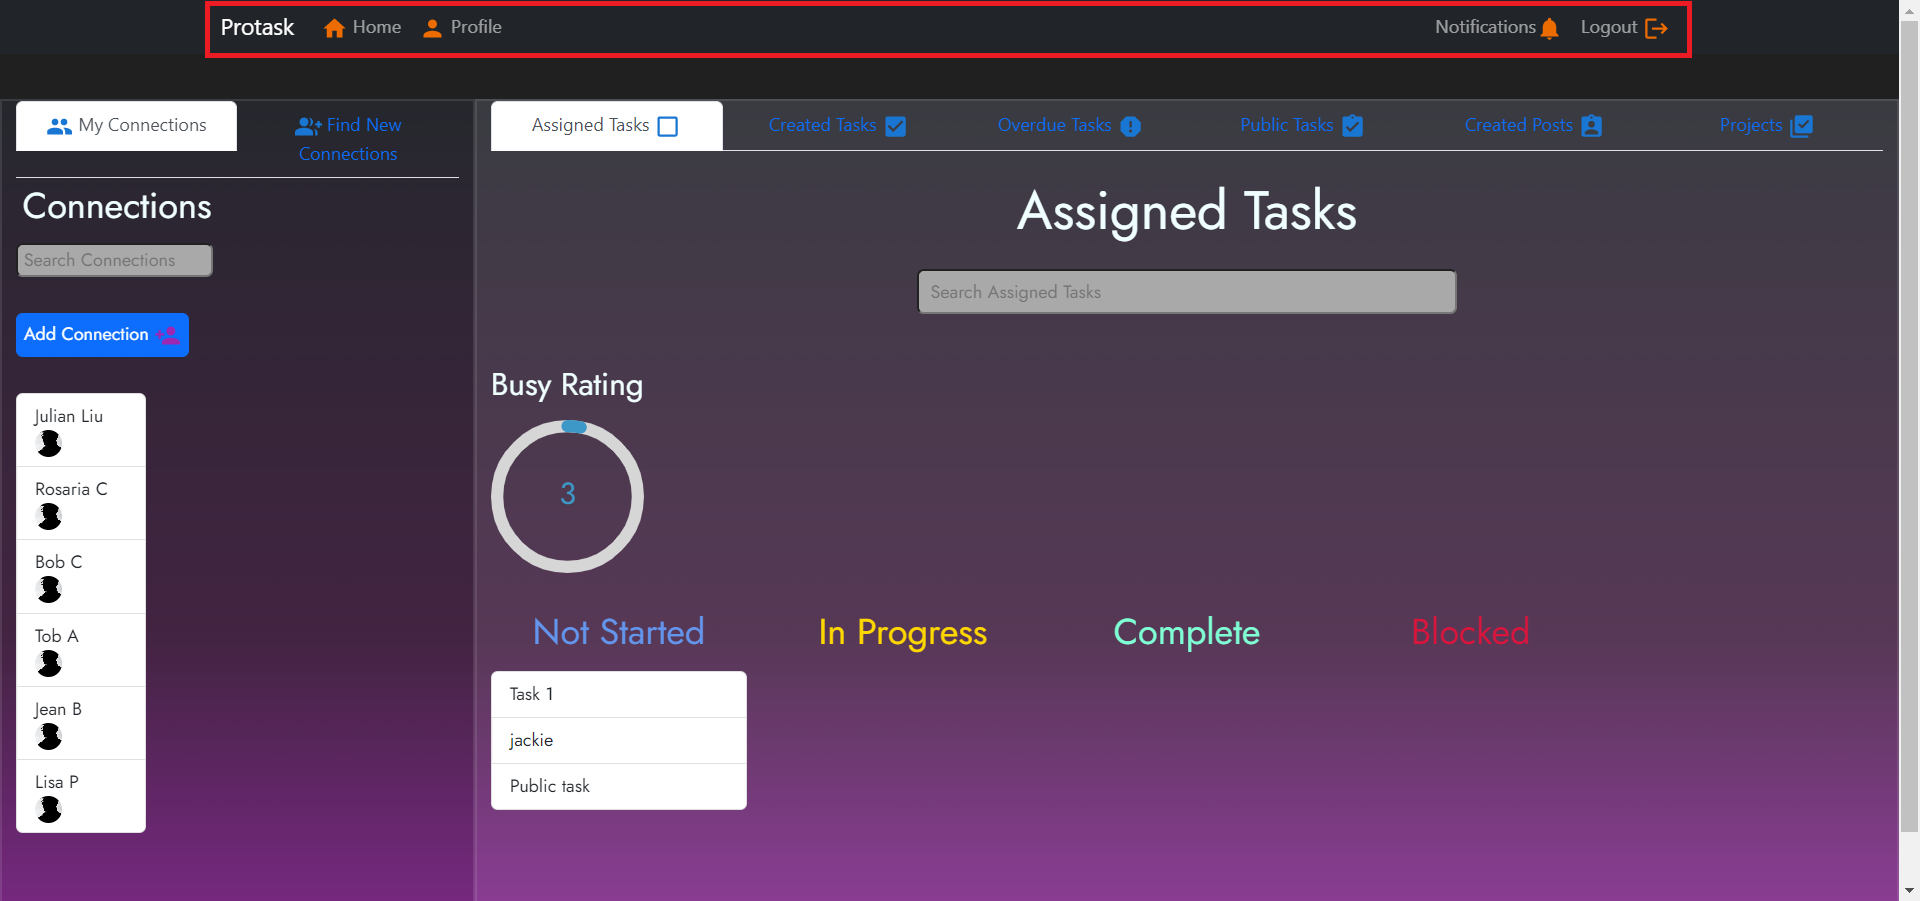 Protask Home Profile Notifications Logout
My Connections
Find New
Connections
Connections
Search Connections
Add Connection
Julian Liu
Rosaria C
Bob C
Tob A
Jean B
Lisa P
Assigned Tasks Created Tasks Overdue Tasks Public Tasks Created Posts Projects
Assigned Tasks
Search Assigned Tasks
Busy Rating
3
Not Started In Progress Complete Blocked
Task 1
jackie
Public task